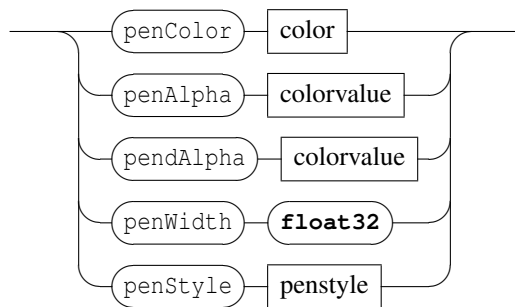 penColor color
penAlpha colorvalue
pendAlpha colorvalue
penWidth float32
penStyle penstyle